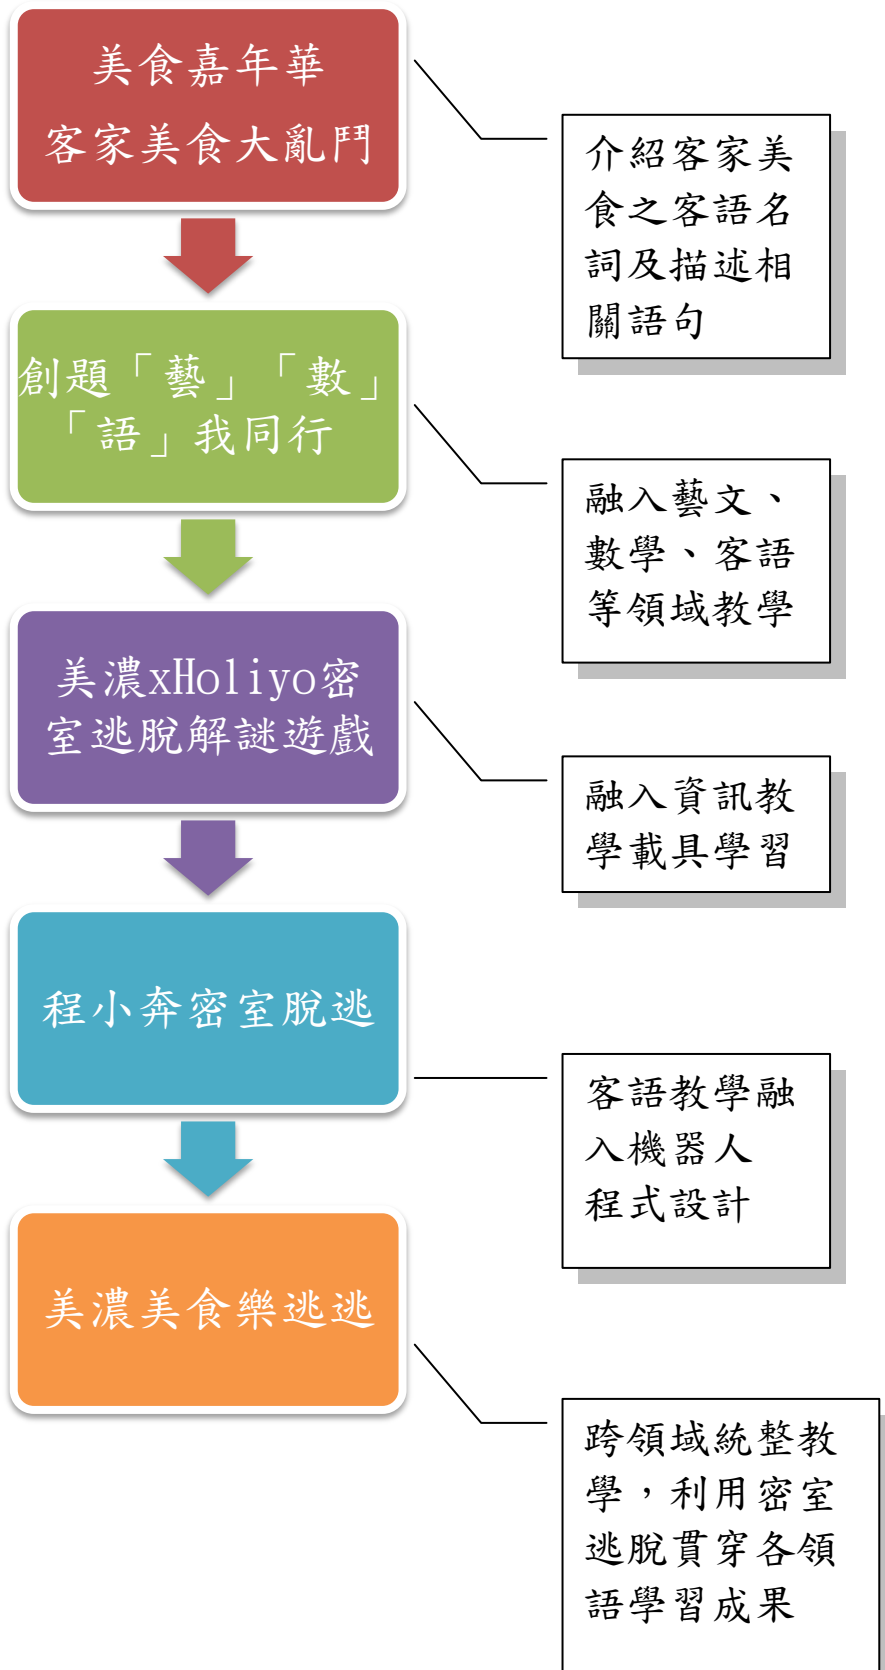 美食嘉年華
客家美食大亂鬥
介紹客家美
食之客語名
詞及描述相
關語句
創題「藝」「數」
「語」我同行
融入藝文、
數學、客語
等領域教學
美濃xHoliyo密
室逃脫解謎遊戲
融入資訊教
學載具學習
程小奔密室脫逃
客語教學融
入機器人
程式設計
美濃美食樂逃逃
跨領域統整教
學，利用密室
逃脫貫穿各領
語學習成果